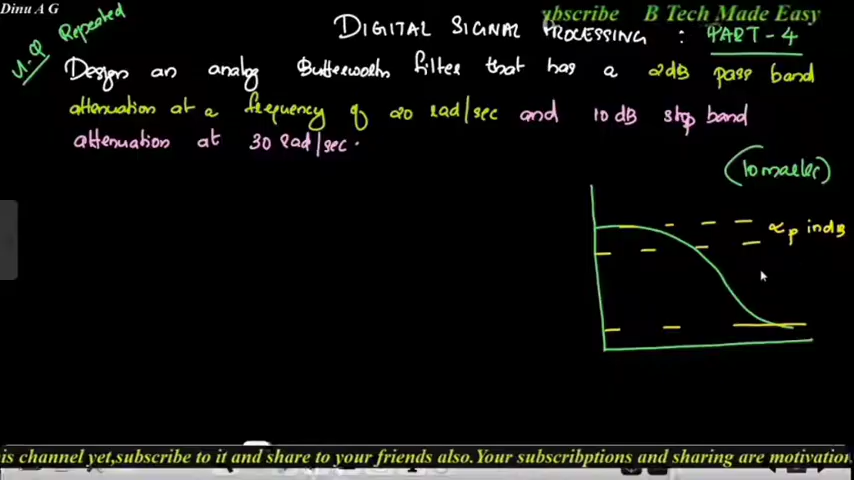 Dinu A G
ubscribe B Tech Made Easy
U.Q Repeated
DIGITAL SIGNAL PROCESSING : PART - 4
Design an analog Butterworth filter that has a 2dB pass band
attenuation at a frequency of 20 rad/sec and 10 dB stop band
attenuation at 30 rad/sec.
(10 marks)
αp in dB
is channel yet,subscribe to it and share to your friends also.Your subscribptions and sharing are motivation